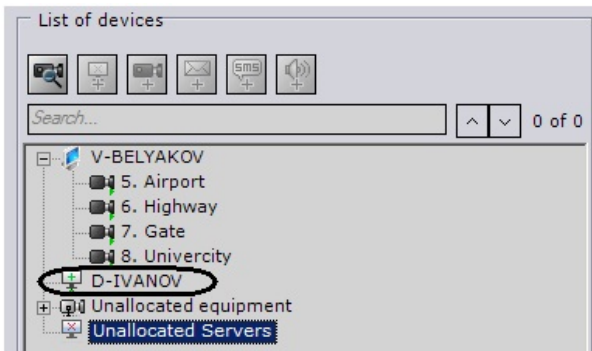 List of devices
SMS
Search...
0 of 0
V-BELYAKOV
5. Airport
6. Highway
7. Gate
8. Univercity
D-IVANOV
Unallocated equipment
Unallocated Servers